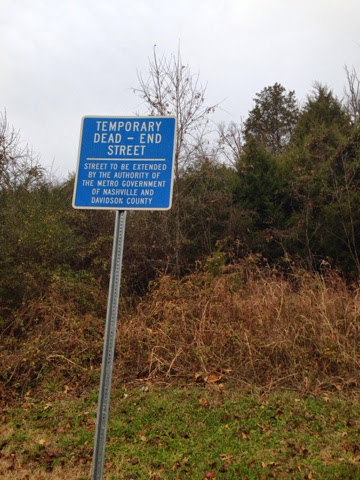 TEMPORARY
DEAD - END
STREET
STREET TO BE EXTENDED
BY THE AUTHORITY OF
THE METRO GOVERNMENT
OF NASHVILLE AND
DAVIDSON COUNTY